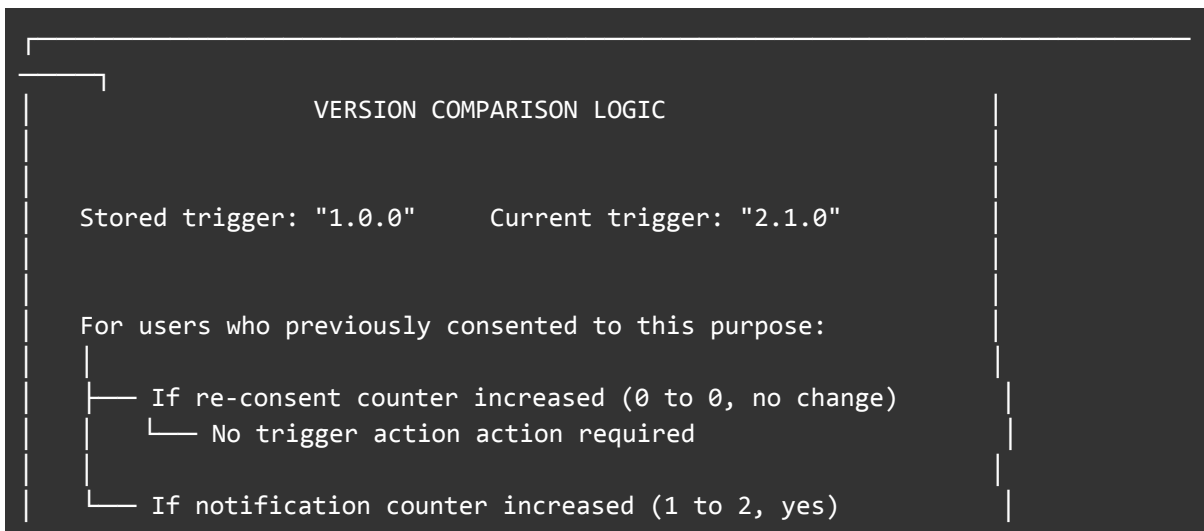 VERSION COMPARISON LOGIC
Stored trigger: "1.0.0" Current trigger: "2.1.0"
For users who previously consented to this purpose:
├── If re-consent counter increased (0 to 0, no change)
│ └── No trigger action action required
└── If notification counter increased (1 to 2, yes)